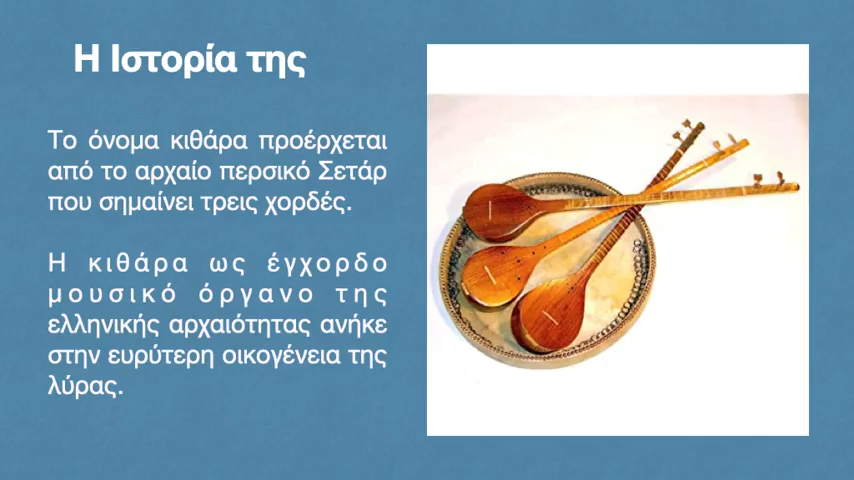 Η Ιστορία της
Το όνομα κιθάρα προέρχεται
από το αρχαίο περσικό Σετάρ
που σημαίνει τρεις χορδές.
Η κιθάρα ως έγχορδο
μουσικό όργανο της
ελληνικής αρχαιότητας ανήκε
στην ευρύτερη οικογένεια της
λύρας.